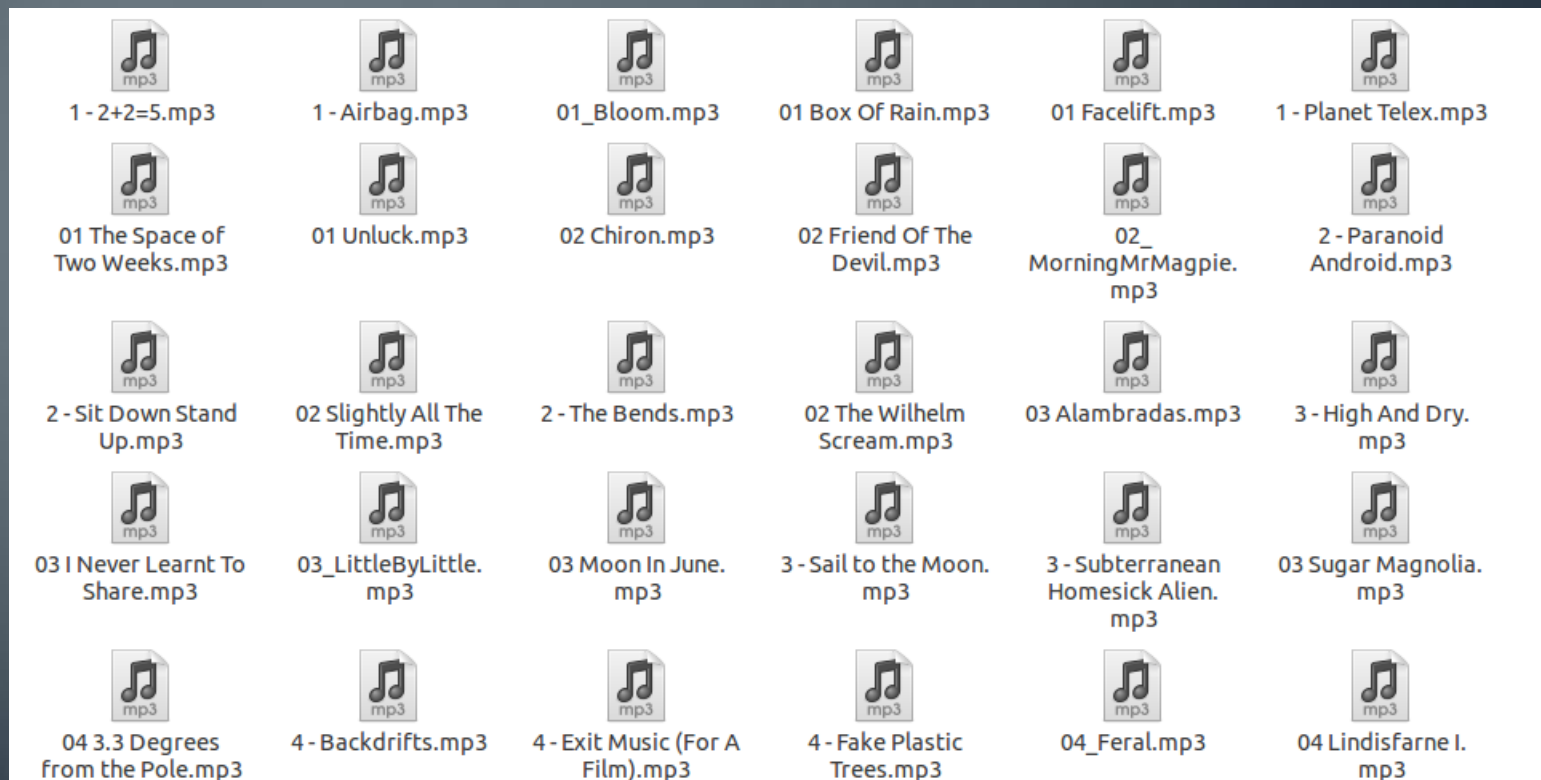 mp3 mp3 mp3 mp3 mp3 mp3
1 - 2+2=5.mp3 1 - Airbag.mp3 01_Bloom.mp3 01 Box Of Rain.mp3 01 Facelift.mp3 1 - Planet Telex.mp3
mp3 mp3 mp3 mp3 mp3 mp3
01 The Space of
Two Weeks.mp3
01 Unluck.mp3
02 Chiron.mp3
02 Friend Of The
Devil.mp3
02_
MorningMrMagpie.
mp3
2 - Paranoid
Android.mp3
mp3 mp3 mp3 mp3 mp3 mp3
2 - Sit Down Stand
Up.mp3
02 Slightly All The
Time.mp3
2 - The Bends.mp3
02 The Wilhelm
Scream.mp3
03 Alambradas.mp3
3 - High And Dry.
mp3
mp3 mp3 mp3 mp3 mp3 mp3
03 I Never Learnt To
Share.mp3
03_LittleByLittle.
mp3
03 Moon In June.
mp3
3 - Sail to the Moon.
mp3
3 - Subterranean
Homesick Alien.
mp3
03 Sugar Magnolia.
mp3
mp3 mp3 mp3 mp3 mp3 mp3
04 3.3 Degrees
from the Pole.mp3
4 - Backdrifts.mp3
4 - Exit Music (For A
Film).mp3
4 - Fake Plastic
Trees.mp3
04_Feral.mp3
04 Lindisfarne I.
mp3